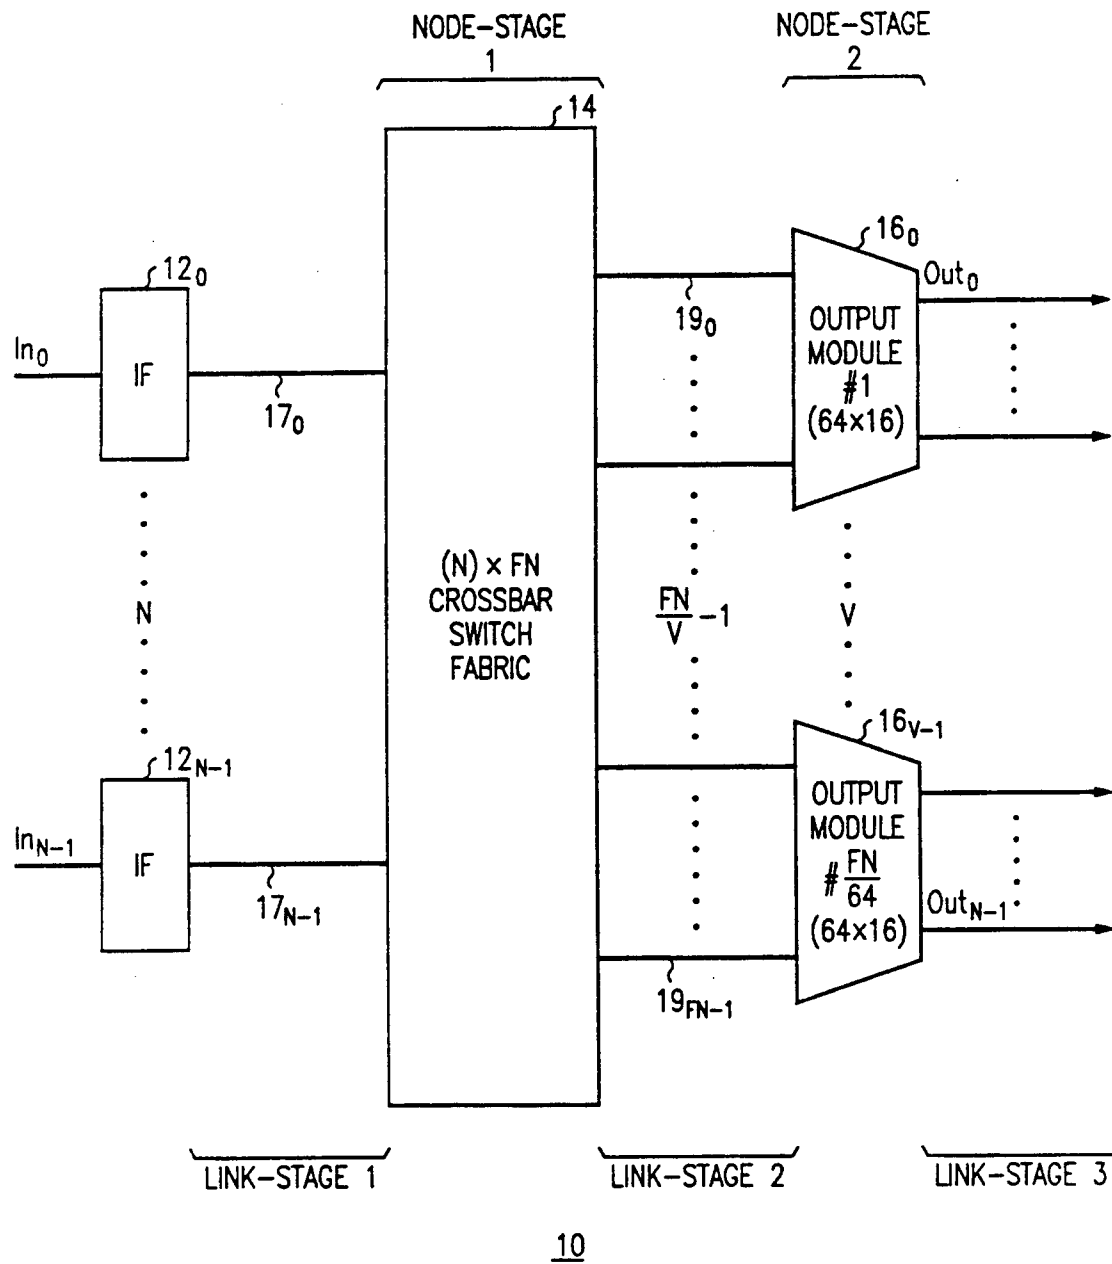 NODE-STAGE
1
NODE-STAGE
2
14
16₀
12₀
Out₀
In₀
IF
17₀
19₀
OUTPUT
MODULE
#1
(64×16)
(N) × FN
CROSSBAR
SWITCH
FABRIC
N
FN
V
-1
V
12N-1
16V-1
InN-1
IF
17N-1
OUTPUT
MODULE
# FN
64
(64×16)
OutN-1
19FN-1
LINK-STAGE 1
LINK-STAGE 2
LINK-STAGE 3
10